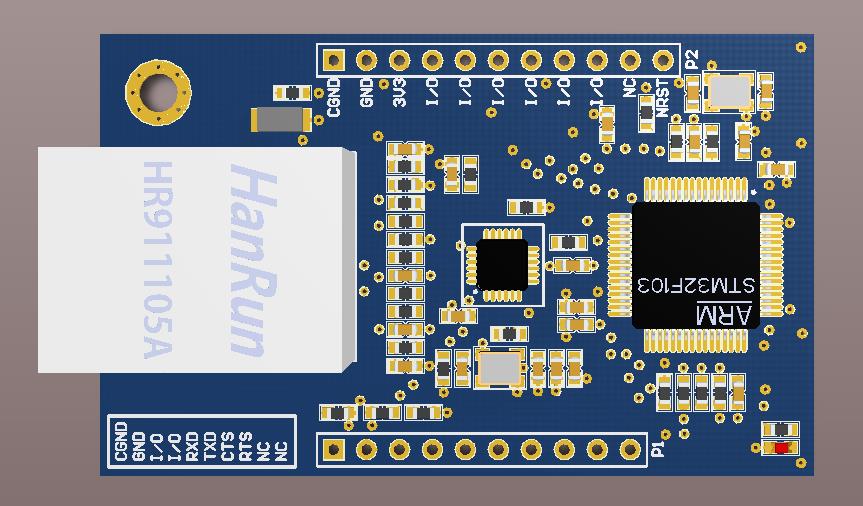 P2
CGND
GND
3V3
I/O
I/O
I/O
I/O
I/O
I/O
NC
NRST
HanRun
HR911105A
STM32F103
ARM
CGND
GND
I/O
I/O
RXD
TXD
CTS
RTS
NC
NC
P1